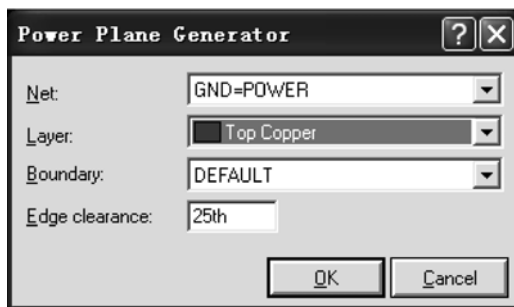 Power Plane Generator
Net: GND=POWER
Layer: Top Copper
Boundary: DEFAULT
Edge clearance: 25th
OK Cancel